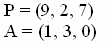 P = (9, 2, 7)
A = (1, 3, 0)